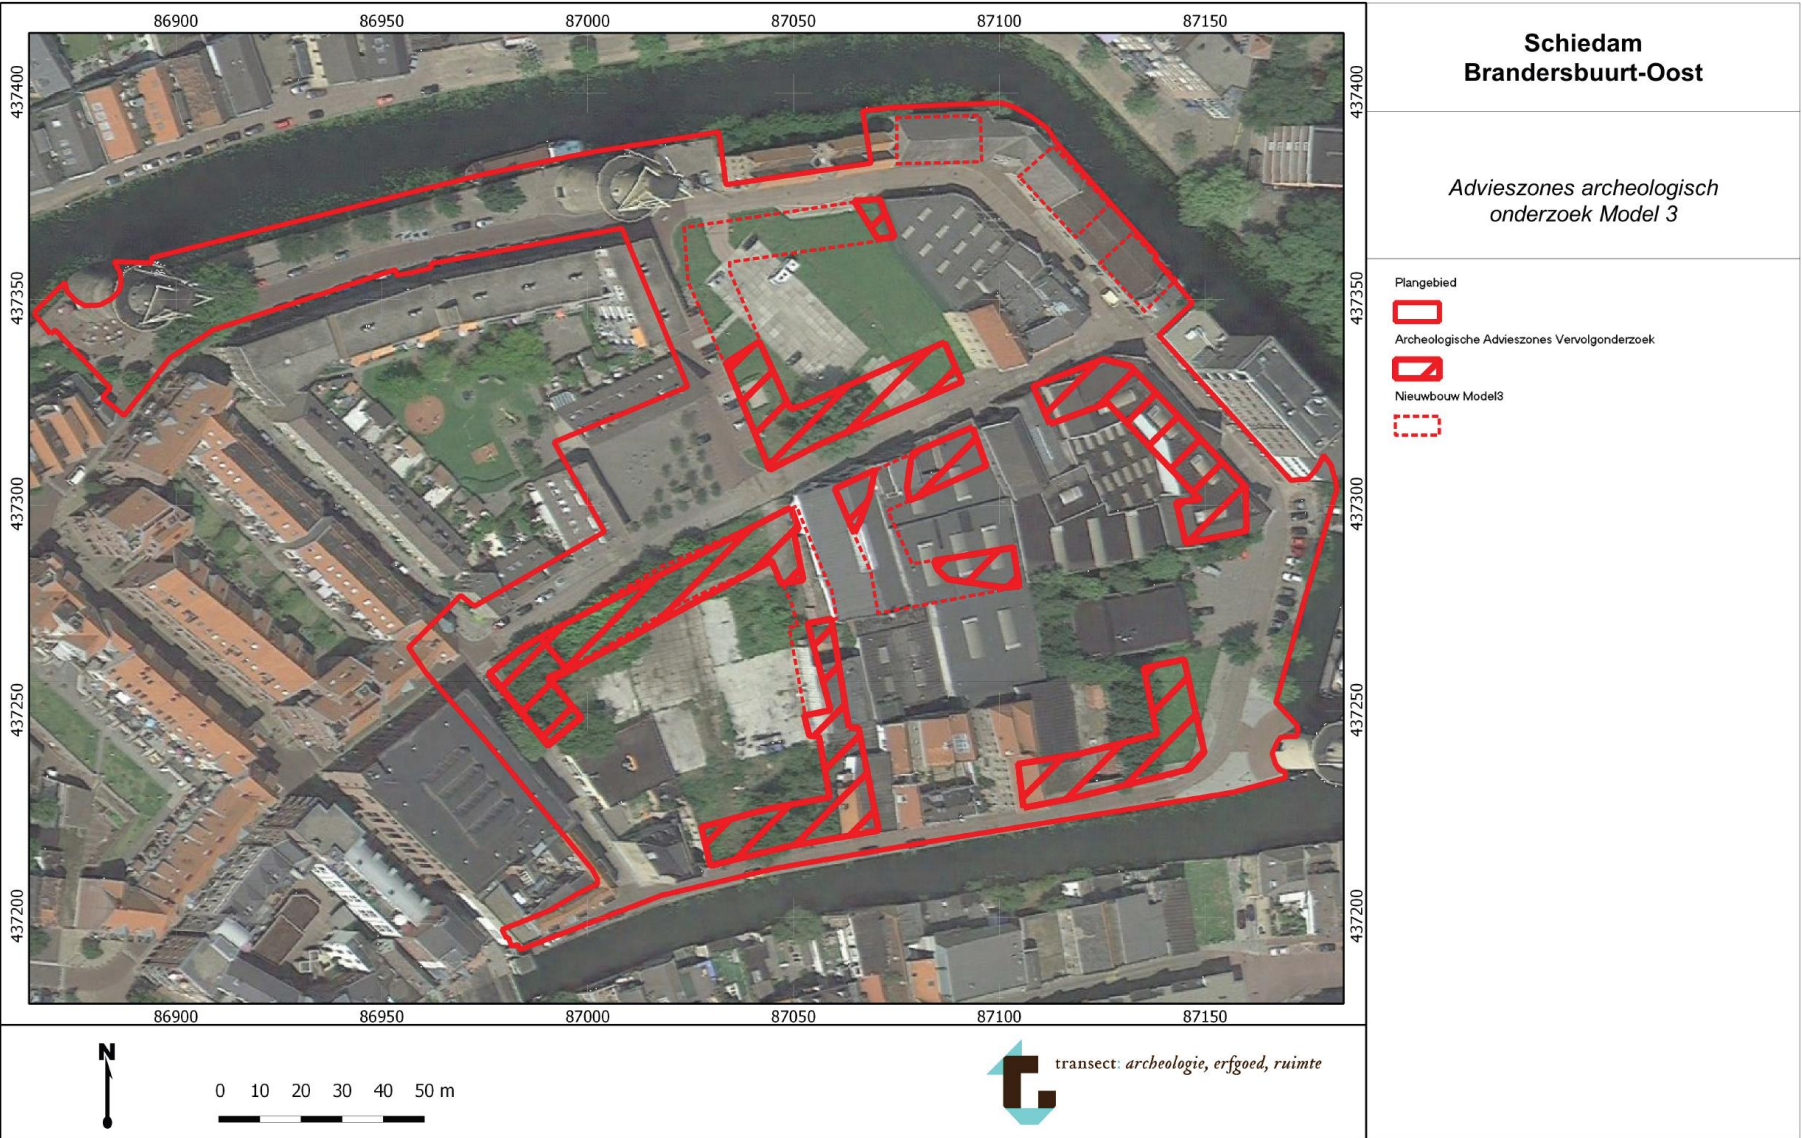 86900 86950 87000 87050 87100 87150
437400
437350
437300
437250
437200
437400
437350
437300
437250
437200
86900 86950 87000 87050 87100 87150
Schiedam
Brandersbuurt-Oost
Advieszones archeologisch
onderzoek Model 3
Plangebied
Archeologische Advieszones Vervolgonderzoek
Nieuwbouw Model3
N
0 10 20 30 40 50 m
transect: archeologie, erfgoed, ruimte